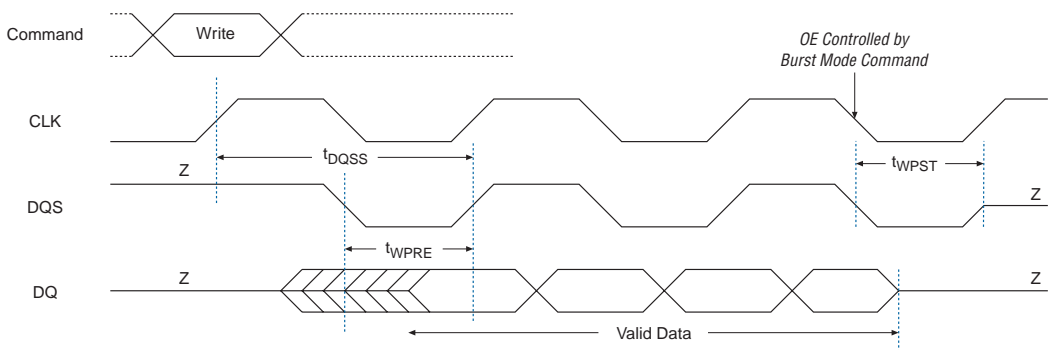 Command
Write
OE Controlled by
Burst Mode Command
CLK
tDQSS
Z
tWPST
DQS
Z
tWPRE
Z
DQ
Z
Valid Data